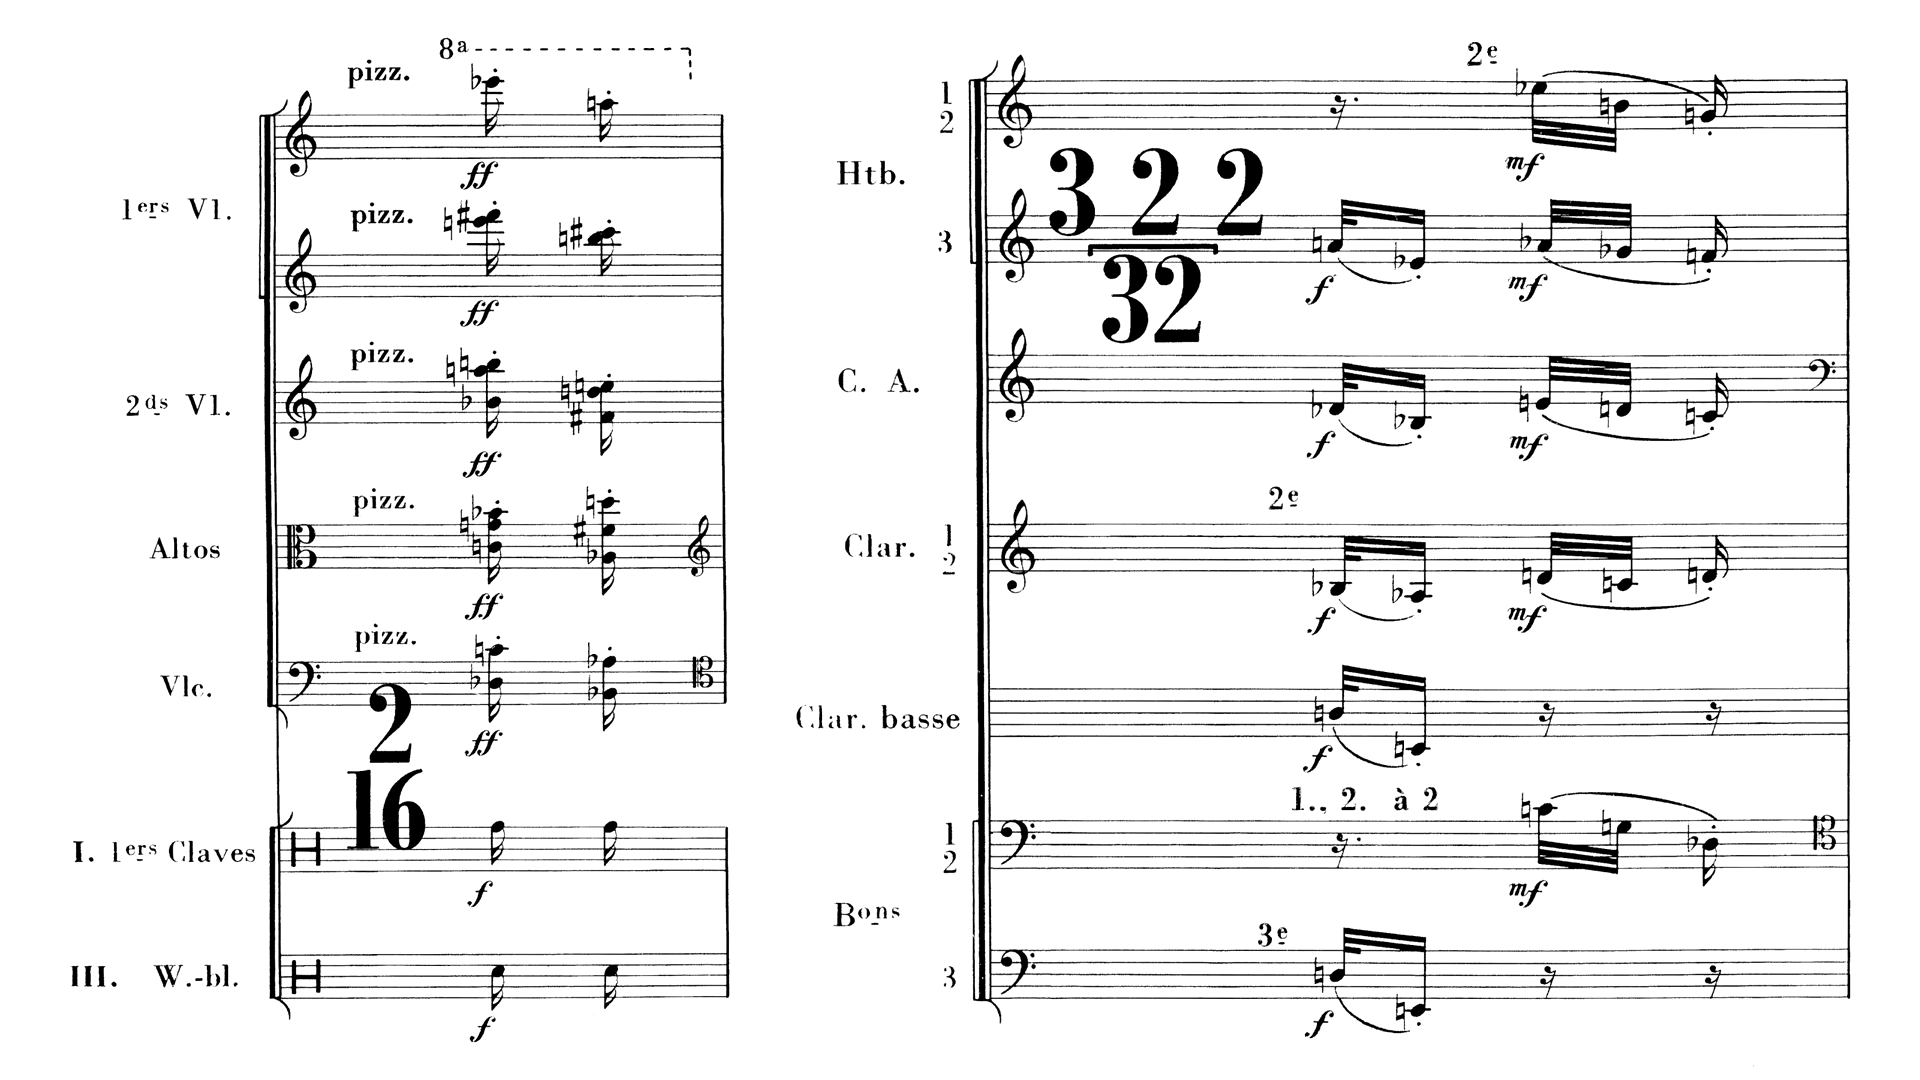 8ª
pizz.
ff
1ers Vl.
pizz.
ff
2ds Vl.
pizz.
ff
Altos
pizz.
ff
Vlc.
pizz.
ff
2
16
I. 1ers Claves
f
III. W.-bl.
f
2e
1
2
mf
Htb.
3 2 2
32
3
f mf
C. A.
f mf
2e
Clar. 1
2
f mf
Clar. basse
f
1., 2. à 2
1
2
mf
Bons
3e
3
f